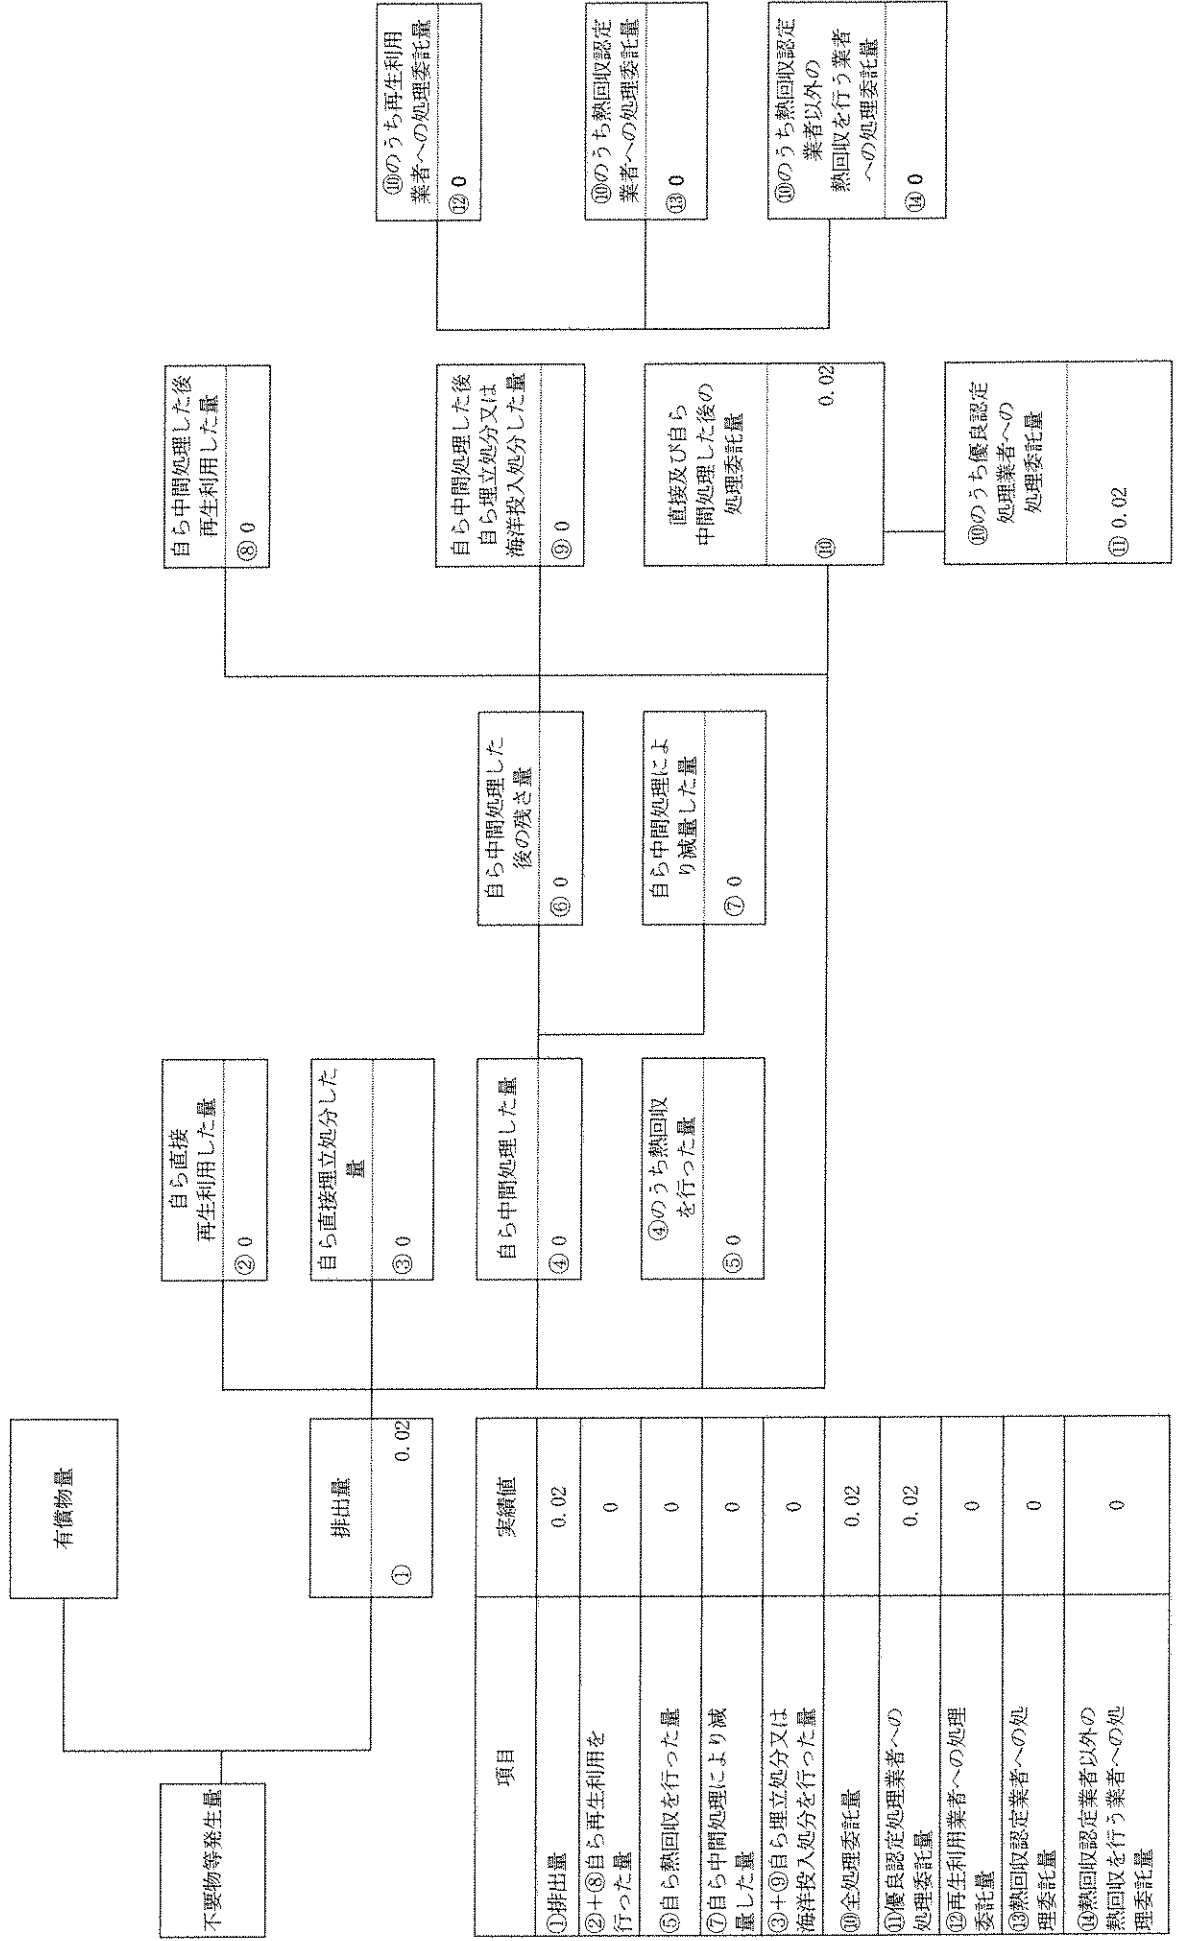 不要物等発生量
有償物量
排出量
① 0.02
自ら直接
再生利用した量
② 0
自ら直接埋立処分した
量
③ 0
自ら中間処理した量
④ 0
④のうち熱回収
を行った量
⑤ 0
自ら中間処理した
後の残さ量
⑥ 0
自ら中間処理によ
り減量した量
⑦ 0
自ら中間処理した後
再生利用した量
⑧ 0
自ら中間処理した後
自ら埋立処分又は
海洋投入処分した量
⑨ 0
直接及び自ら
中間処理した後の
処理委託量
⑩ 0.02
⑩のうち優良認定
処理業者への
処理委託量
⑪ 0.02
⑩のうち再生利用
業者への処理委託量
⑫ 0
⑩のうち熱回収認定
業者への処理委託量
⑬ 0
⑩のうち熱回収認定
業者以外の
熱回収を行う業者
への処理委託量
⑭ 0
項目 実績値
①排出量 0.02
②+⑧自ら再生利用を
行った量 0
⑤自ら熱回収を行った量 0
⑦自ら中間処理により減
量した量 0
③+⑨自ら埋立処分又は
海洋投入処分を行った量 0
⑩全処理委託量 0.02
⑪優良認定処理業者への
処理委託量 0.02
⑫再生利用業者への処理
委託量 0
⑬熱回収認定業者への処
理委託量 0
⑭熱回収認定業者以外の
熱回収を行う業者への処
理委託量 0